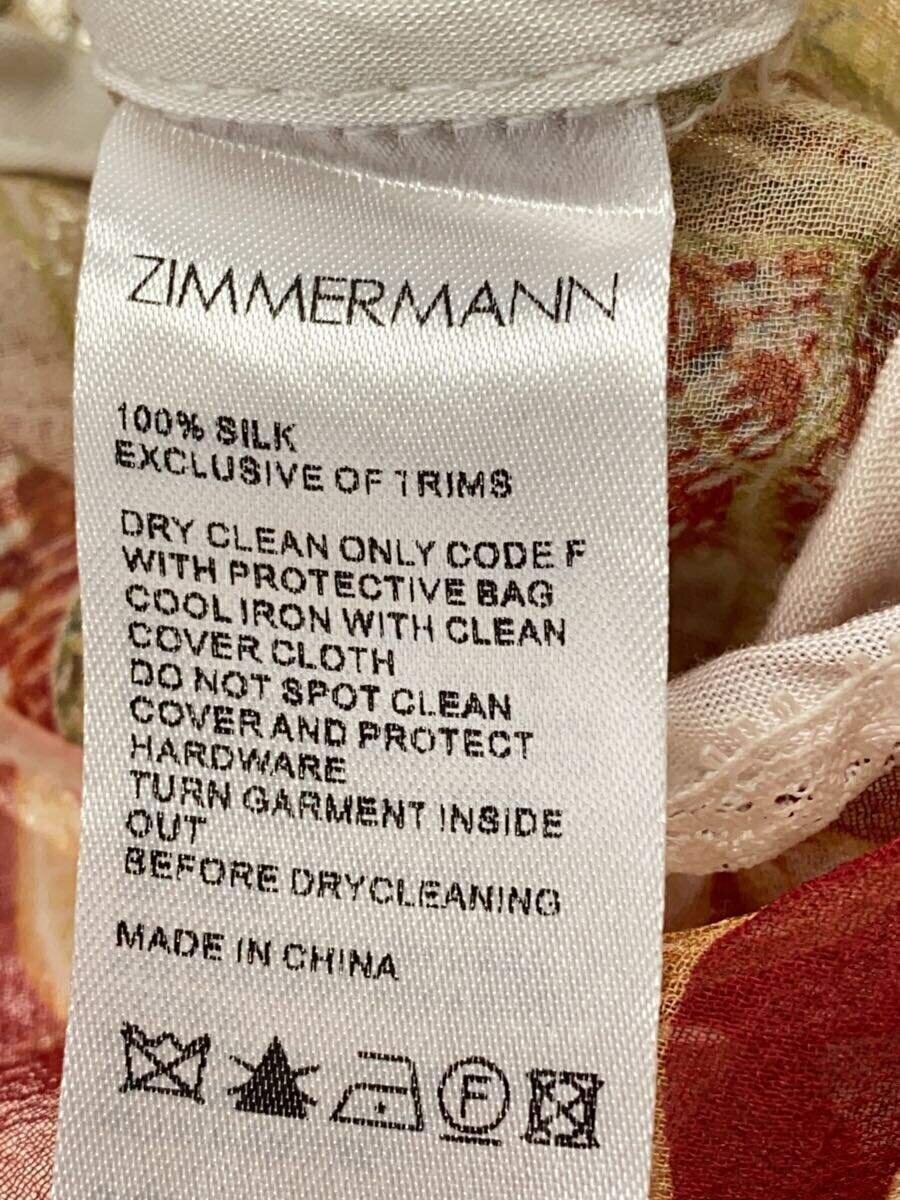 ZIMMERMANN
100% SILK
EXCLUSIVE OF TRIMS
DRY CLEAN ONLY CODE F
WITH PROTECTIVE BAG
COOL IRON WITH CLEAN
COVER CLOTH
DO NOT SPOT CLEAN
COVER AND PROTECT
HARDWARE
TURN GARMENT INSIDE
OUT
BEFORE DRYCLEANING
MADE IN CHINA
F